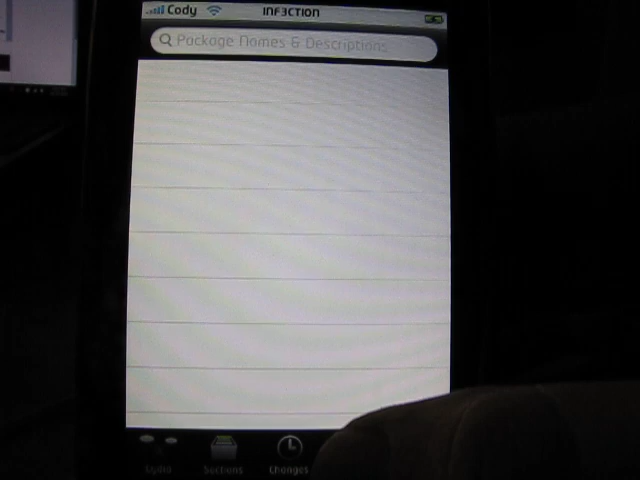 Cody INF3CTION
Package Names & Descriptions
Cydia Sections Changes